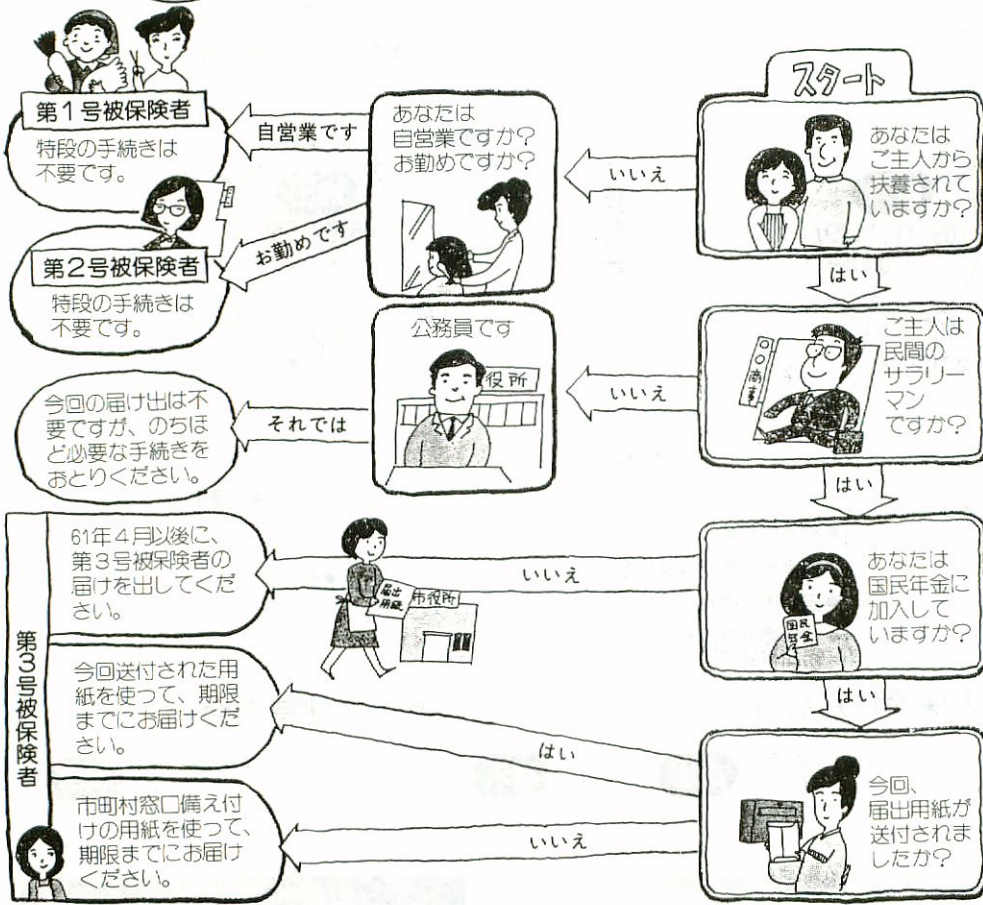 スタート
あなたは
ご主人から
扶養されて
いますか?
いいえ
はい
あなたは
自営業ですか?
お勤めですか?
自営業です
お勤めです
第1号被保険者
特段の手続きは
不要です。
第2号被保険者
特段の手続きは
不要です。
ご主人は
民間の
サラリー
マン
ですか?
○○商事
いいえ
はい
公務員です
役所
それでは
今回の届け出は不
要ですが、のちほ
ど必要な手続きを
おとりください。
あなたは
国民年金に
加入して
いますか?
国民
年金
いいえ
はい
届出
用紙
市役所
第3号被保険者
61年4月以後に、
第3号被保険者の
届けを出してくだ
さい。
今回、
届出用紙が
送付されま
したか?
はい
いいえ
今回送付された用
紙を使って、期限
までにお届けくだ
さい。
市町村窓口備え付
けの用紙を使って、
期限までにお届け
ください。